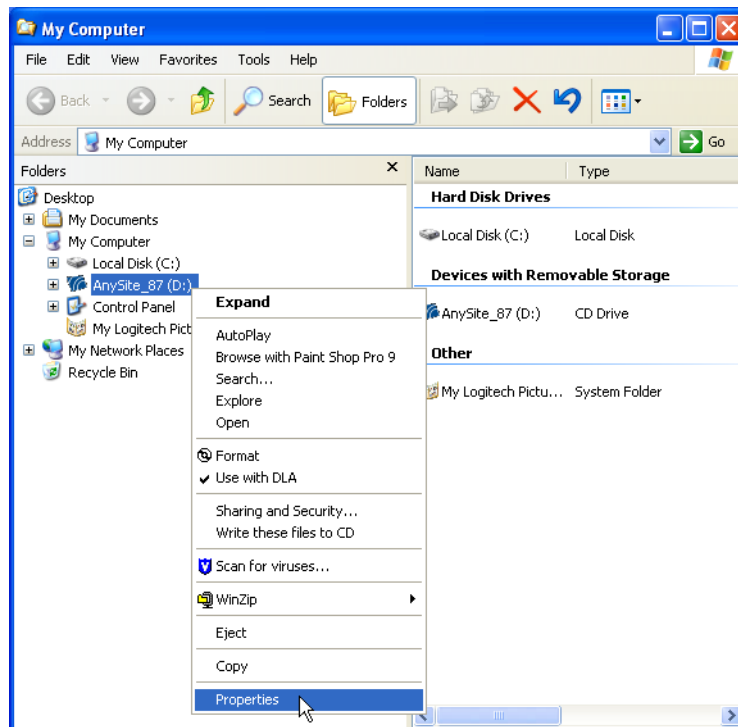 My Computer
File Edit View Favorites Tools Help
Back Search Folders
Address My Computer Go
Folders x
Desktop
My Documents
My Computer
Local Disk (C:)
AnySite_87 (D:)
Control Panel
My Logitech Pict
My Network Places
Recycle Bin
Expand
AutoPlay
Browse with Paint Shop Pro 9
Search...
Explore
Open
Format
Use with DLA
Sharing and Security...
Write these files to CD
Scan for viruses...
WinZip
Eject
Copy
Properties
Name Type
Hard Disk Drives
Local Disk (C:) Local Disk
Devices with Removable Storage
AnySite_87 (D:) CD Drive
Other
My Logitech Pictu... System Folder